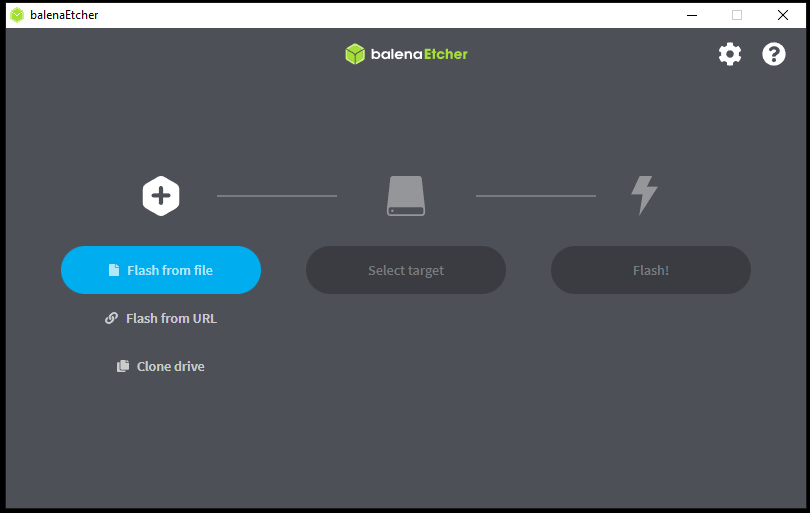 balenaEtcher
balenaEtcher
Flash from file
Select target
Flash!
Flash from URL
Clone drive